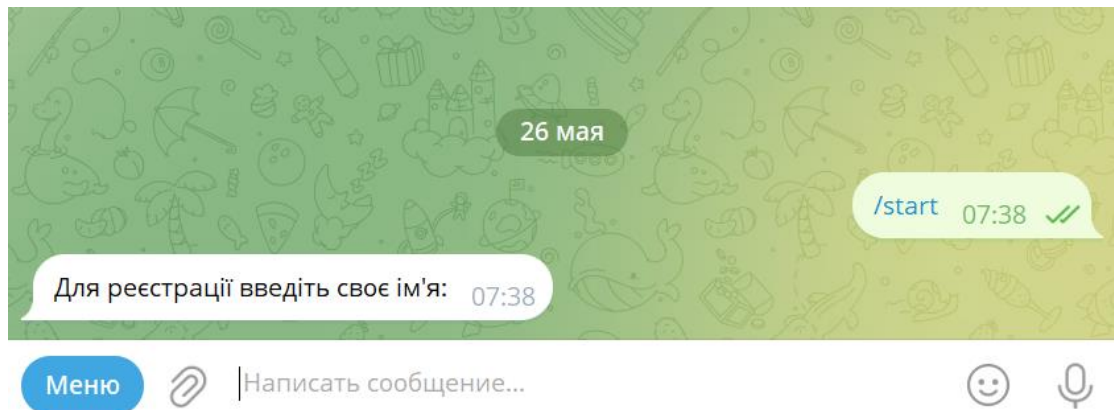 26 мая
/start 07:38
Для реєстрації введіть своє ім'я: 07:38
Меню Написать сообщение...